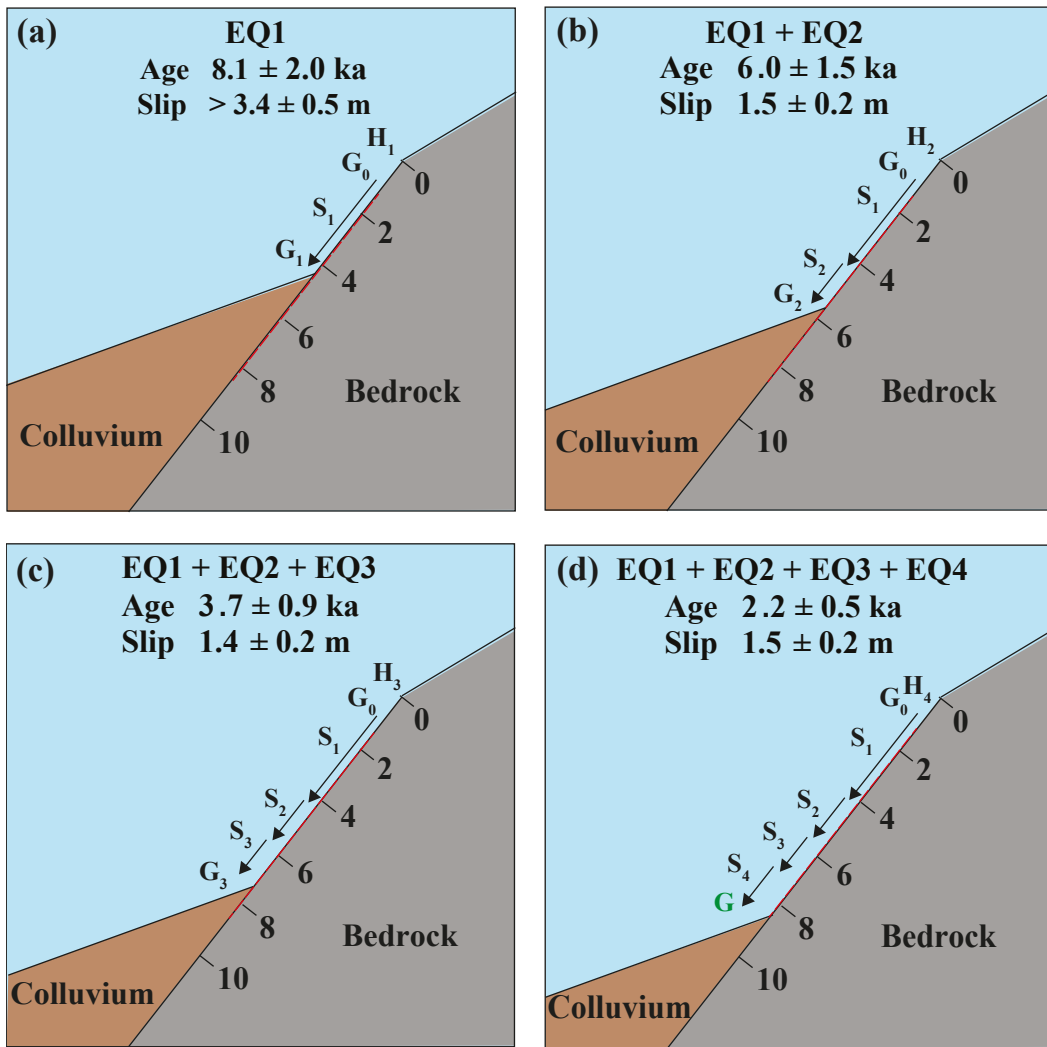 (a)
EQ1
Age 8.1 ± 2.0 ka
Slip > 3.4 ± 0.5 m
H₁
G₀
0
S₁
2
G₁
4
6
8
Bedrock
Colluvium
10
(b)
EQ1 + EQ2
Age 6.0 ± 1.5 ka
Slip 1.5 ± 0.2 m
H₂
G₀
0
S₁
2
S₂
4
G₂
6
8
Bedrock
Colluvium
10
(c)
EQ1 + EQ2 + EQ3
Age 3.7 ± 0.9 ka
Slip 1.4 ± 0.2 m
H₃
G₀
0
S₁
2
S₂
4
S₃
6
G₃
8
Bedrock
10
Colluvium
(d)
EQ1 + EQ2 + EQ3 + EQ4
Age 2.2 ± 0.5 ka
Slip 1.5 ± 0.2 m
G₀ H₄
0
S₁
2
S₂
4
S₃
6
S₄
G
8
Bedrock
10
Colluvium